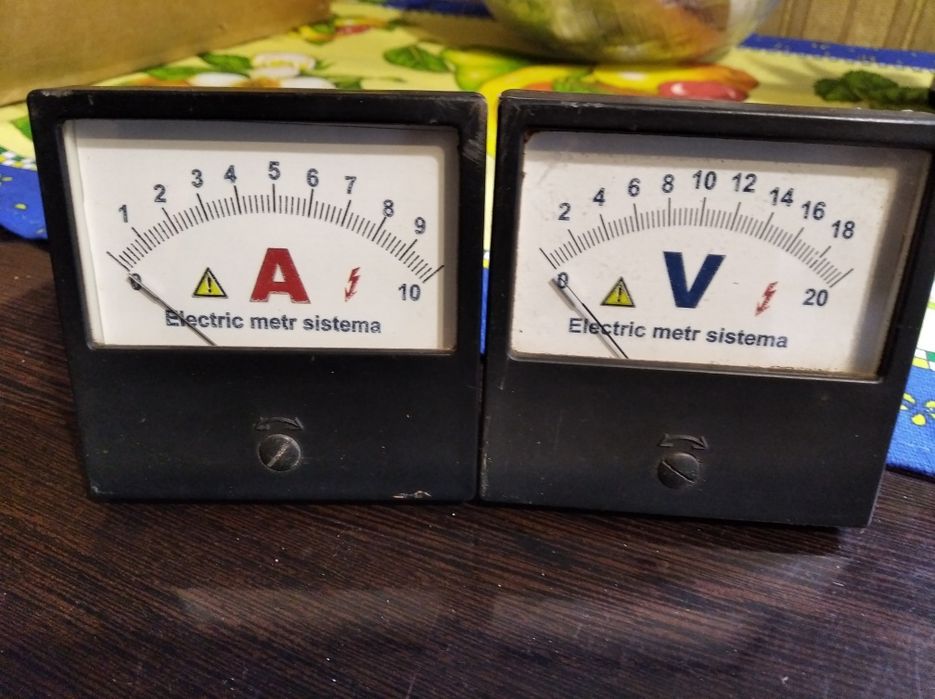 1 2 3 4 5 6 7 8 9
0 10
A
Electric metr sistema
2 4 6 8 10 12 14 16 18
0 20
V
Electric metr sistema